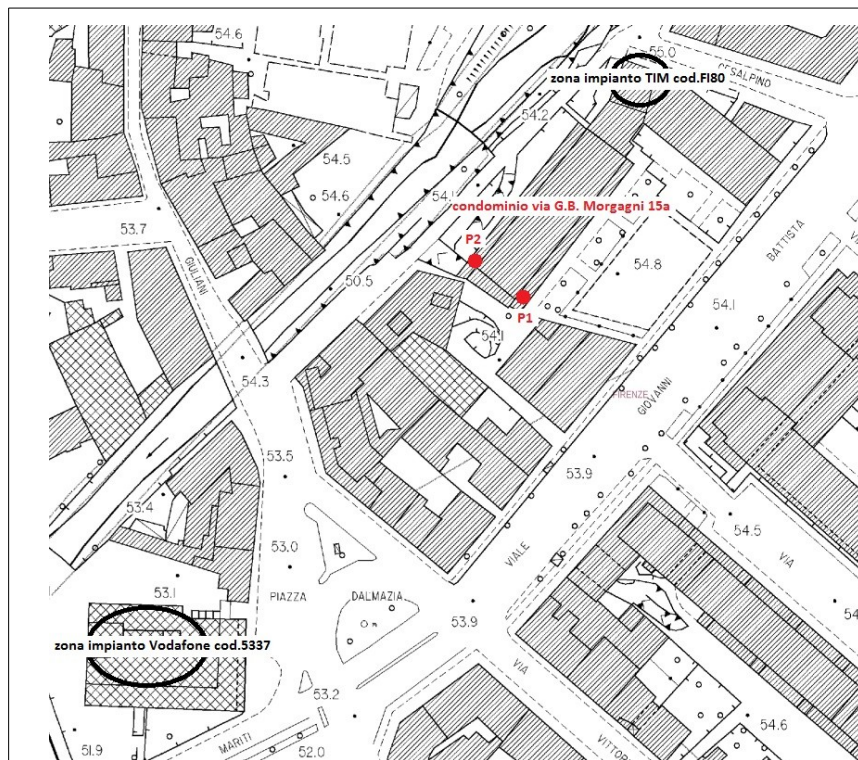 54.6
55.0
zona impianto TIM cod.FI80
CESALPINO
54.2
54.5
54.6
54.1
condominio via G.B. Morgagni 15a
53.7
P2
BATTISTA
GIULIANI
50.5
54.8
P1
54.1
54.1
54.3
FIRENZE
GIOVANNI
53.5
53.9
53.4
54.5
53.0
VIALE
VIA
53.1
PIAZZA
DALMAZIA
53.9
54.
zona impianto Vodafone cod.5337
VIA
53.2
54.6
51.9
MARITI
52.0
VITTOR